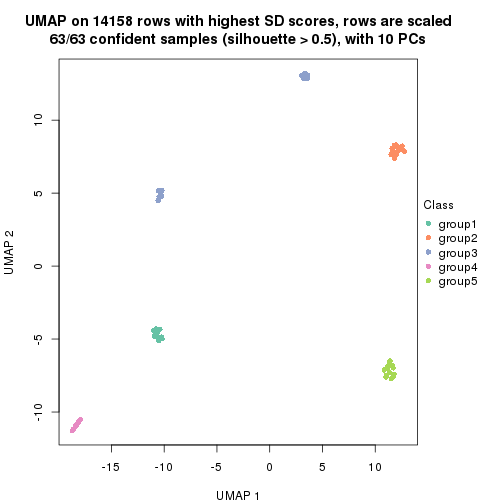 UMAP on 14158 rows with highest SD scores, rows are scaled
63/63 confident samples (silhouette > 0.5), with 10 PCs
10
5
0
-5
-10
UMAP 2
-15
-10
-5
0
5
10
UMAP 1
Class
group1
group2
group3
group4
group5